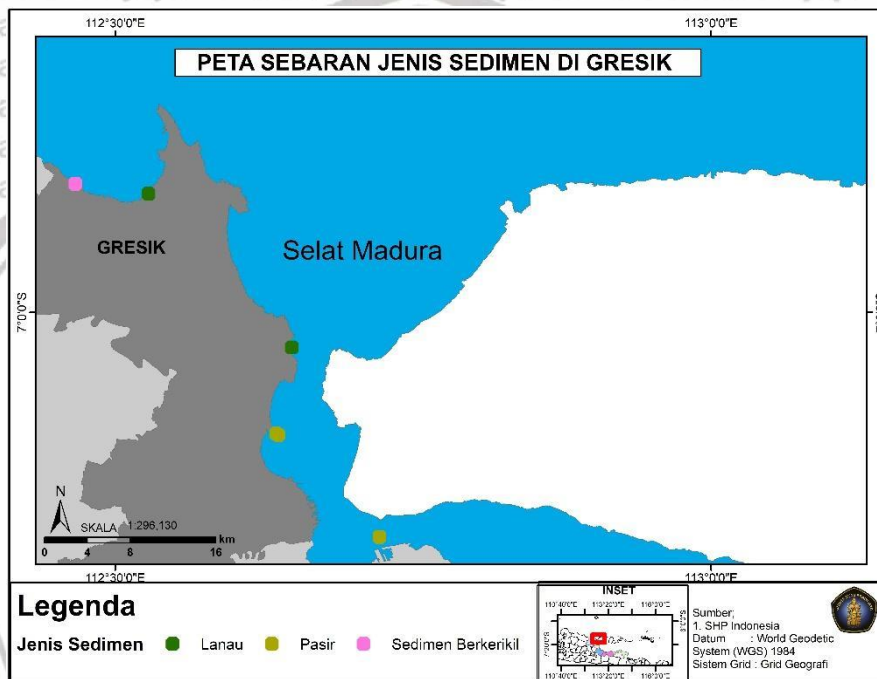 112°30'0"E 113°0'0"E
PETA SEBARAN JENIS SEDIMEN DI GRESIK
GRESIK
Selat Madura
7°0'0"S
N
SKALA 1:296,130
km
0 4 8 16
112°30'0"E 113°0'0"E
Legenda
Jenis Sedimen Lanau Pasir Sedimen Berkerikil
INSET
Sumber;
1. SHP Indonesia
Datum : World Geodetic
System (WGS) 1984
Sistem Grid : Grid Geografi